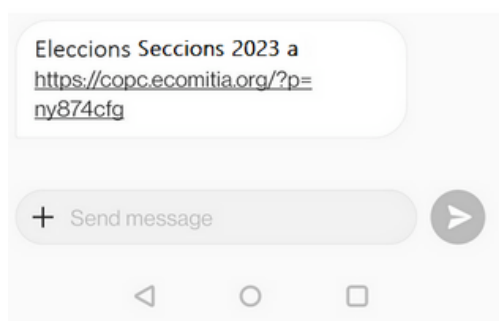 Eleccions Seccions 2023 a
https://copc.ecomitia.org/?p=
ny874cfg
+ Send message